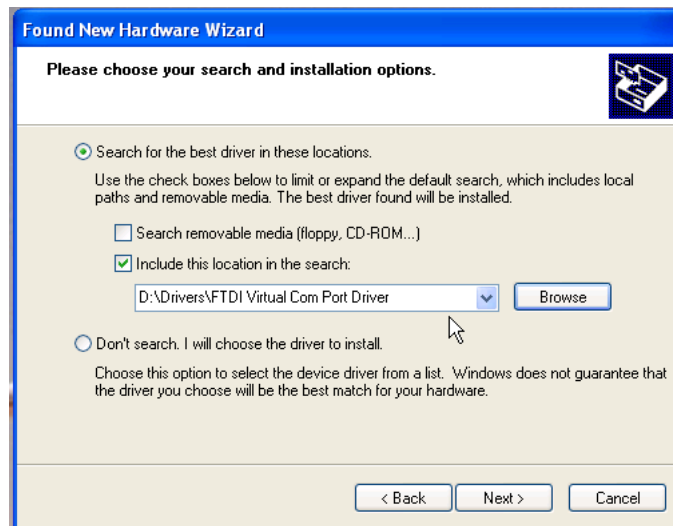 Found New Hardware Wizard
Please choose your search and installation options.
Search for the best driver in these locations.
Use the check boxes below to limit or expand the default search, which includes local
paths and removable media. The best driver found will be installed.
Search removable media (floppy, CD-ROM...)
Include this location in the search:
D:\Drivers\FTDI Virtual Com Port Driver
Browse
Don't search. I will choose the driver to install.
Choose this option to select the device driver from a list. Windows does not guarantee that
the driver you choose will be the best match for your hardware.
< Back Next > Cancel